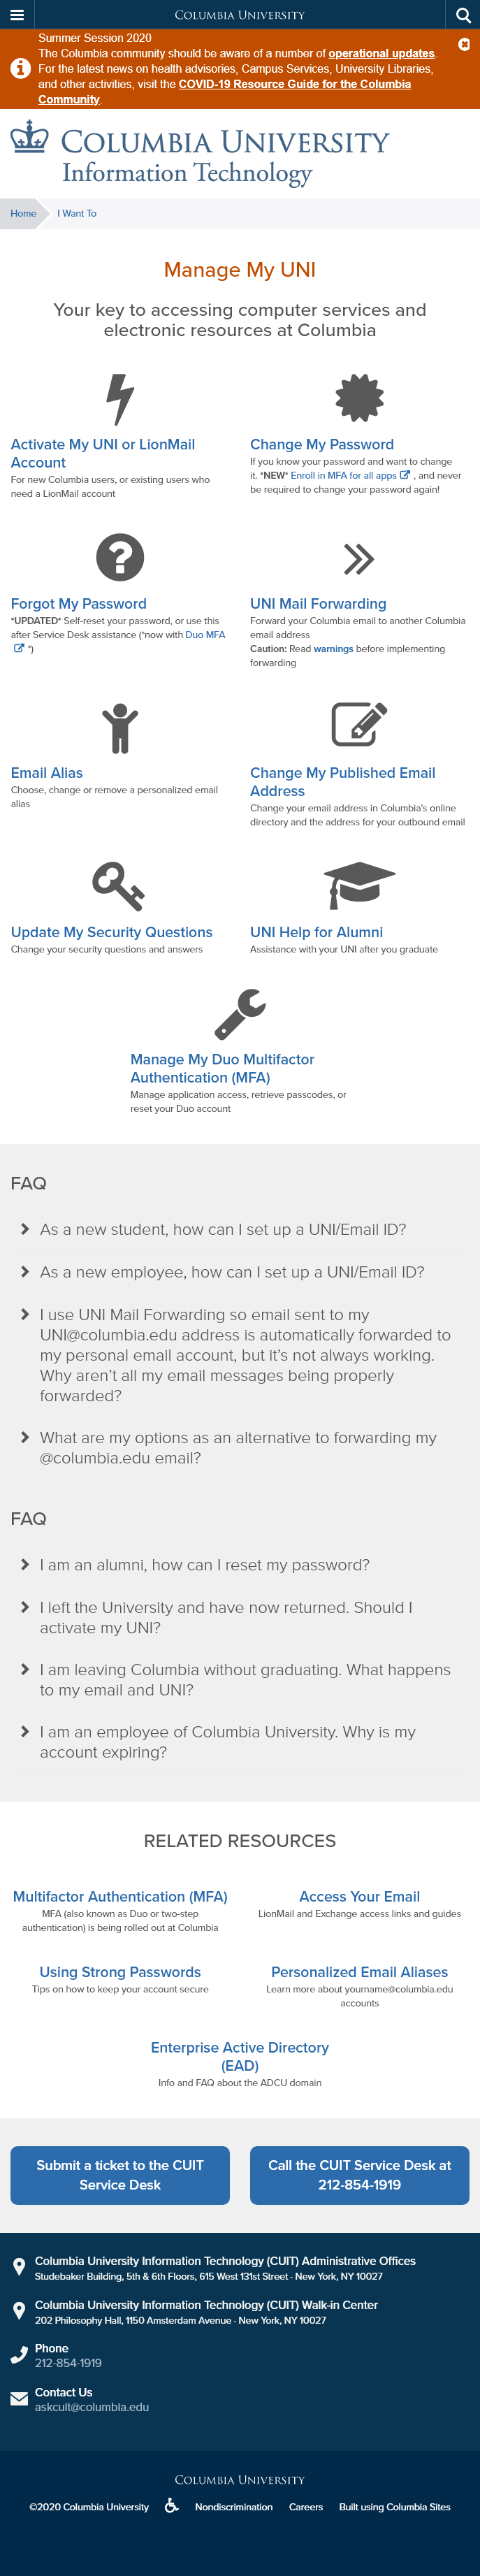 COLUMBIA UNIVERSITY
Summer Session 2020
The Columbia community should be aware of a number of operational updates.
For the latest news on health advisories, Campus Services, University Libraries,
and other activities, visit the COVID-19 Resource Guide for the Columbia
Community.
COLUMBIA UNIVERSITY
Information Technology
Home I Want To
Manage My UNI
Your key to accessing computer services and
electronic resources at Columbia
Activate My UNI or LionMail
Account
For new Columbia users, or existing users who
need a LionMail account
Change My Password
If you know your password and want to change
it. *NEW* Enroll in MFA for all apps , and never
be required to change your password again!
Forgot My Password
*UPDATED* Self-reset your password, or use this
after Service Desk assistance (*now with Duo MFA
*)
UNI Mail Forwarding
Forward your Columbia email to another Columbia
email address
Caution: Read warnings before implementing
forwarding
Email Alias
Choose, change or remove a personalized email
alias
Change My Published Email
Address
Change your email address in Columbia's online
directory and the address for your outbound email
Update My Security Questions
Change your security questions and answers
UNI Help for Alumni
Assistance with your UNI after you graduate
Manage My Duo Multifactor
Authentication (MFA)
Manage application access, retrieve passcodes, or
reset your Duo account
FAQ
As a new student, how can I set up a UNI/Email ID?
As a new employee, how can I set up a UNI/Email ID?
I use UNI Mail Forwarding so email sent to my
UNI@columbia.edu address is automatically forwarded to
my personal email account, but it's not always working.
Why aren't all my email messages being properly
forwarded?
What are my options as an alternative to forwarding my
@columbia.edu email?
FAQ
I am an alumni, how can I reset my password?
I left the University and have now returned. Should I
activate my UNI?
I am leaving Columbia without graduating. What happens
to my email and UNI?
I am an employee of Columbia University. Why is my
account expiring?
RELATED RESOURCES
Multifactor Authentication (MFA)
MFA (also known as Duo or two-step
authentication) is being rolled out at Columbia
Access Your Email
LionMail and Exchange access links and guides
Using Strong Passwords
Tips on how to keep your account secure
Personalized Email Aliases
Learn more about yourname@columbia.edu
accounts
Enterprise Active Directory
(EAD)
Info and FAQ about the ADCU domain
Submit a ticket to the CUIT
Service Desk
Call the CUIT Service Desk at
212-854-1919
Columbia University Information Technology (CUIT) Administrative Offices
Studebaker Building, 5th & 6th Floors, 615 West 131st Street · New York, NY 10027
Columbia University Information Technology (CUIT) Walk-in Center
202 Philosophy Hall, 1150 Amsterdam Avenue · New York, NY 10027
Phone
212-854-1919
Contact Us
askcuit@columbia.edu
COLUMBIA UNIVERSITY
©2020 Columbia University Nondiscrimination Careers Built using Columbia Sites